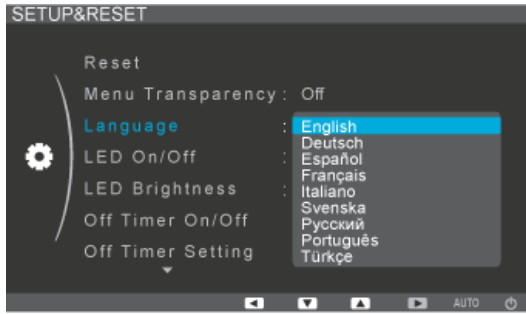 SETUP&RESET
Reset
Menu Transparency : Off
Language : English
Deutsch
LED On/Off :
Español
Français
LED Brightness :
Italiano
Svenska
Off Timer On/Off
Русский
Português
Off Timer Setting
Türkçe
AUTO